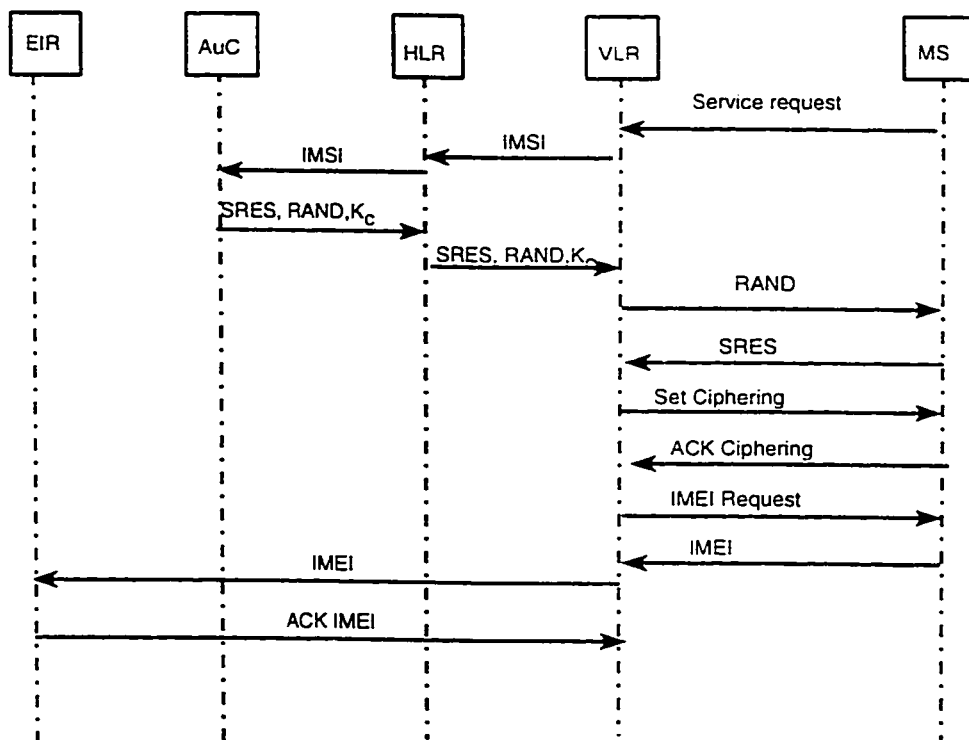 EIR
AuC
HLR
VLR
MS
Service request
IMSI
IMSI
SRES, RAND,Kc
SRES, RAND,K
RAND
SRES
Set Ciphering
ACK Ciphering
IMEI Request
IMEI
IMEI
ACK IMEI